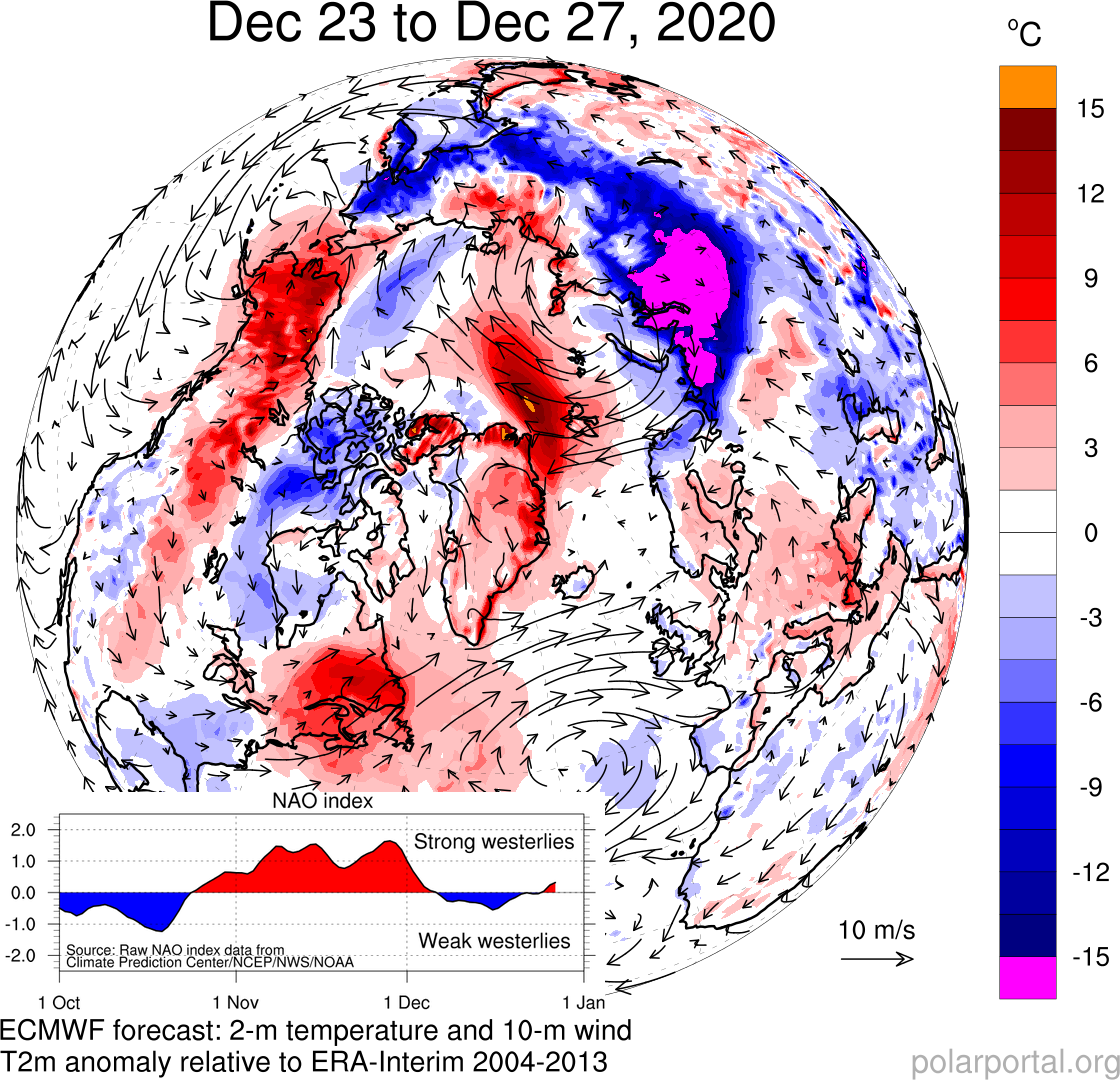 Dec 23 to Dec 27, 2020
°C
15
12
9
6
3
0
-3
-6
-9
-12
-15
10 m/s
NAO index
2.0
1.0
0.0
-1.0
-2.0
Strong westerlies
Weak westerlies
Source: Raw NAO index data from
Climate Prediction Center/NCEP/NWS/NOAA
1 Oct
1 Nov
1 Dec
1 Jan
ECMWF forecast: 2-m temperature and 10-m wind
T2m anomaly relative to ERA-Interim 2004-2013
polarportal.org